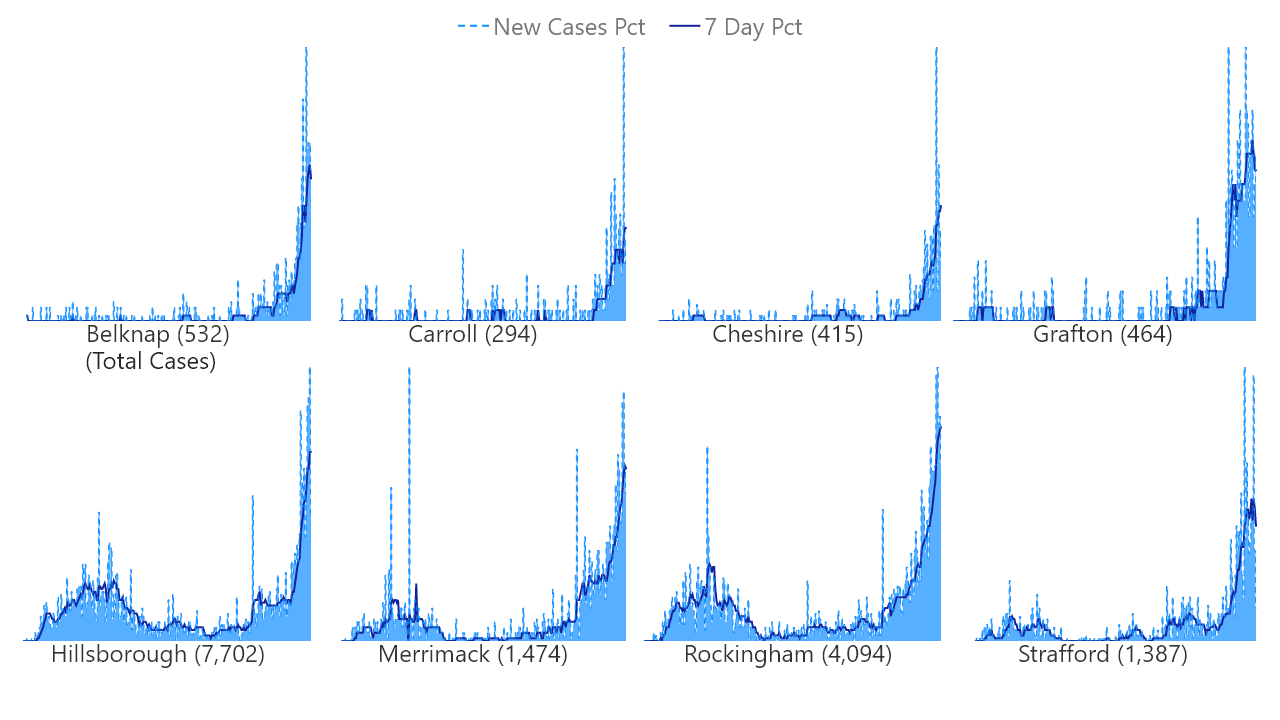 New Cases Pct 7 Day Pct
Belknap (532) Carroll (294) Cheshire (415) Grafton (464)
(Total Cases)
Hillsborough (7,702) Merrimack (1,474) Rockingham (4,094) Strafford (1,387)